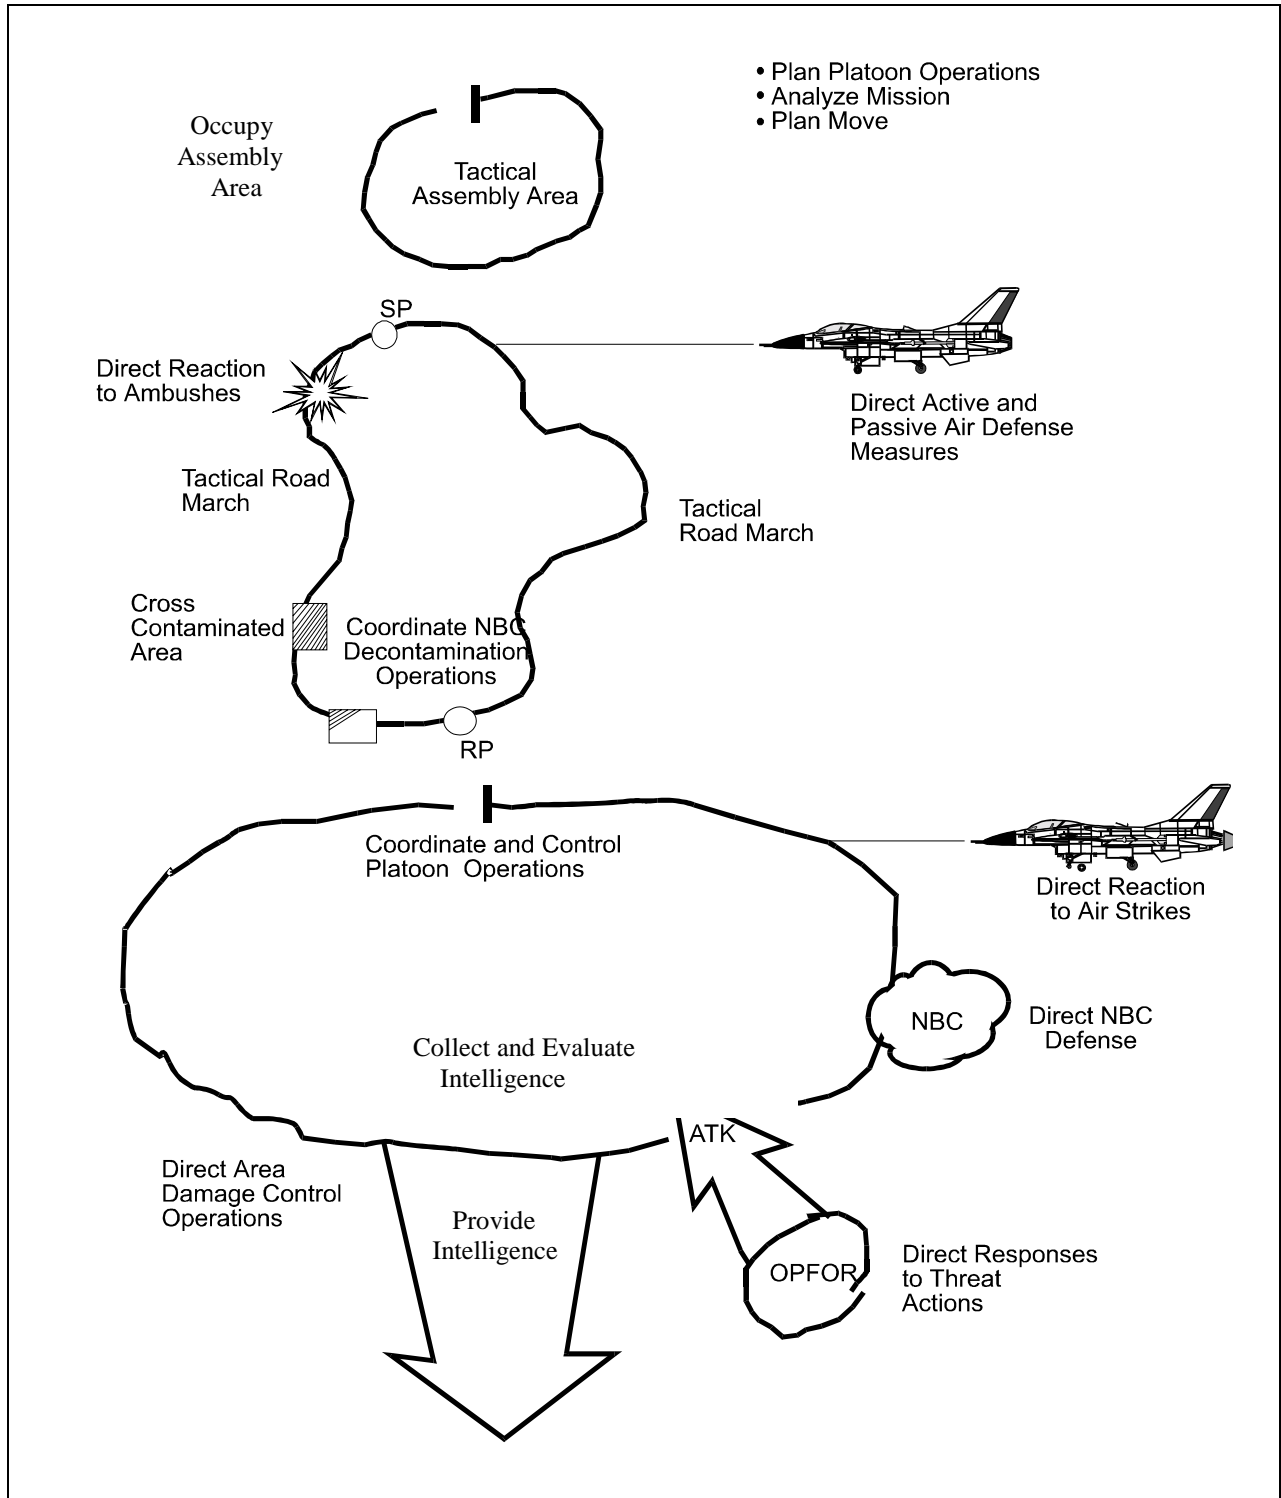 • Plan Platoon Operations
• Analyze Mission
• Plan Move
Occupy
Assembly
Area
Tactical
Assembly Area
SP
Direct Reaction
to Ambushes
Direct Active and
Passive Air Defense
Measures
Tactical Road
March
Tactical
Road March
Cross
Contaminated
Area
Coordinate NBC
Decontamination
Operations
RP
Coordinate and Control
Platoon Operations
Direct Reaction
to Air Strikes
NBC
Direct NBC
Defense
Collect and Evaluate
Intelligence
ATK
Direct Area
Damage Control
Operations
Provide
Intelligence
OPFOR
Direct Responses
to Threat
Actions